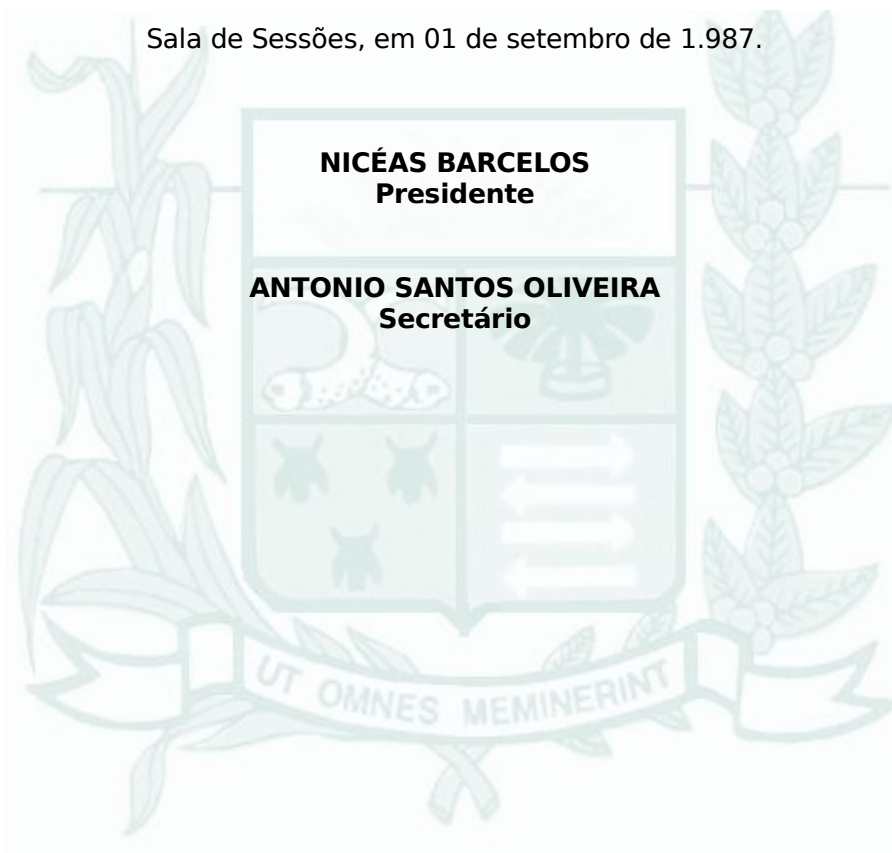 Sala de Sessões, em 01 de setembro de 1.987.
NICÉAS BARCELOS
Presidente
ANTONIO SANTOS OLIVEIRA
Secretário
UT OMNES MEMINERINT